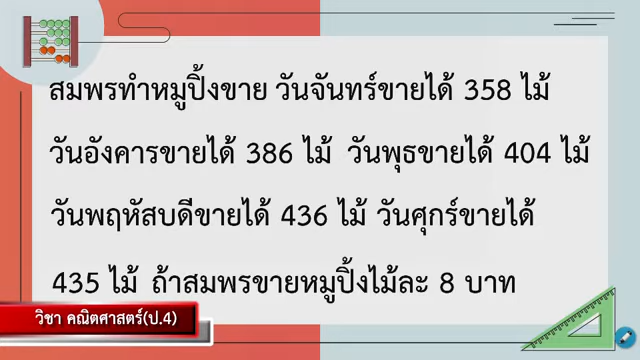 สมพรทำหมูปิ้งขาย วันจันทร์ขายได้ 358 ไม้
วันอังคารขายได้ 386 ไม้ วันพุธขายได้ 404 ไม้
วันพฤหัสบดีขายได้ 436 ไม้ วันศุกร์ขายได้
435 ไม้ ถ้าสมพรขายหมูปิ้งไม้ละ 8 บาท
วิชา คณิตศาสตร์(ป.4)